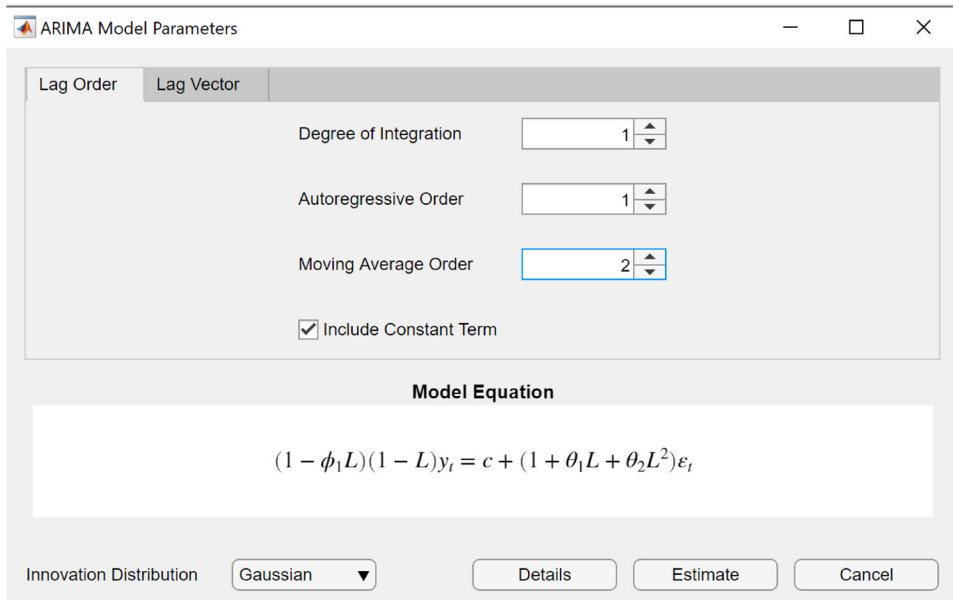 ARIMA Model Parameters
Lag Order Lag Vector
Degree of Integration 1
Autoregressive Order 1
Moving Average Order 2
Include Constant Term
Model Equation
(1 − ϕ₁L)(1 − L)yₜ = c + (1 + θ₁L + θ₂L²)εₜ
Innovation Distribution Gaussian Details Estimate Cancel